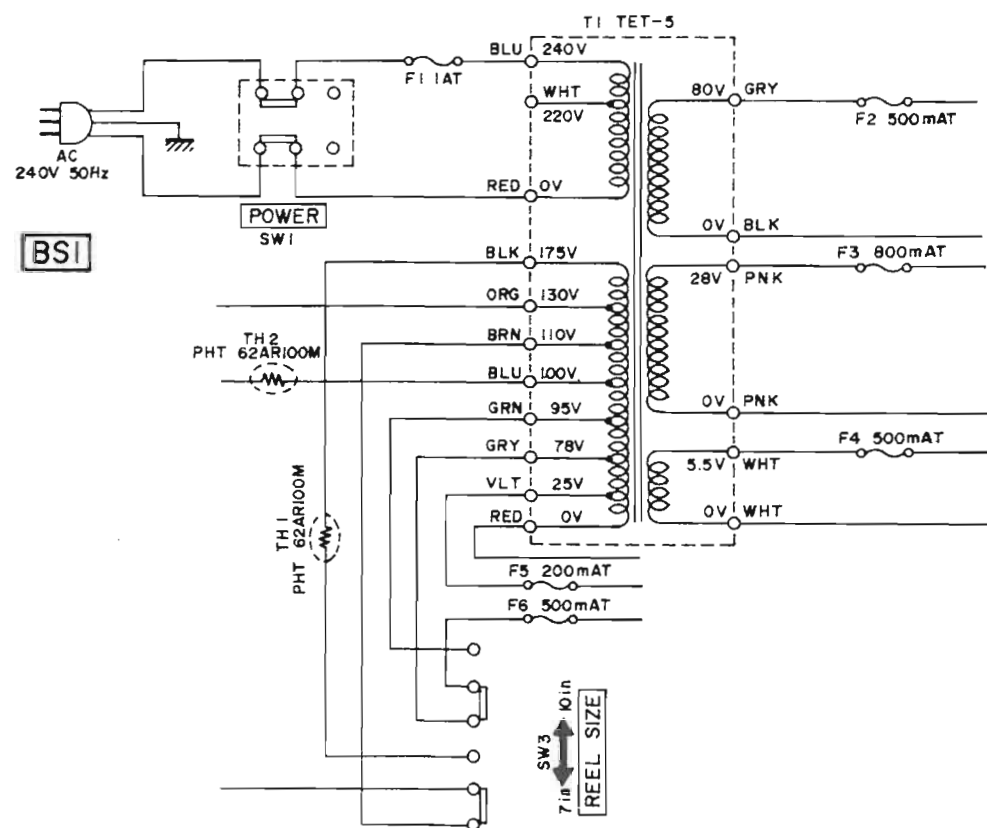 T1 TET-5
BLU 240V
F1 1AT
WHT
220V
80V GRY
F2 500mAT
AC
240V 50Hz
RED 0V
POWER
SW1
0V BLK
BS1
BLK 175V
F3 800mAT
28V PNK
ORG 130V
TH2
PHT 62AR100M
BRN 110V
BLU 100V
GRN 95V
0V PNK
GRY 78V
F4 500mAT
5.5V WHT
VLT 25V
RED 0V
0V WHT
TH1
PHT 62AR100M
F5 200mAT
F6 500mAT
SW3
7in 10in
REEL SIZE